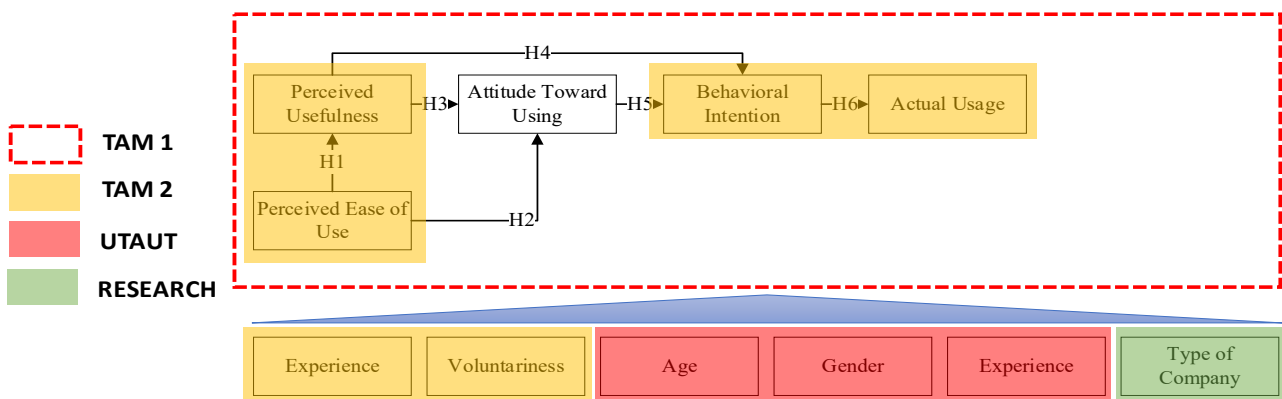 H4
Perceived
Usefulness
H3
Attitude Toward
Using
H5
Behavioral
Intention
H6
Actual Usage
H1
Perceived Ease of
Use
H2
TAM 1
TAM 2
UTAUT
RESEARCH
Experience
Voluntariness
Age
Gender
Experience
Type of
Company